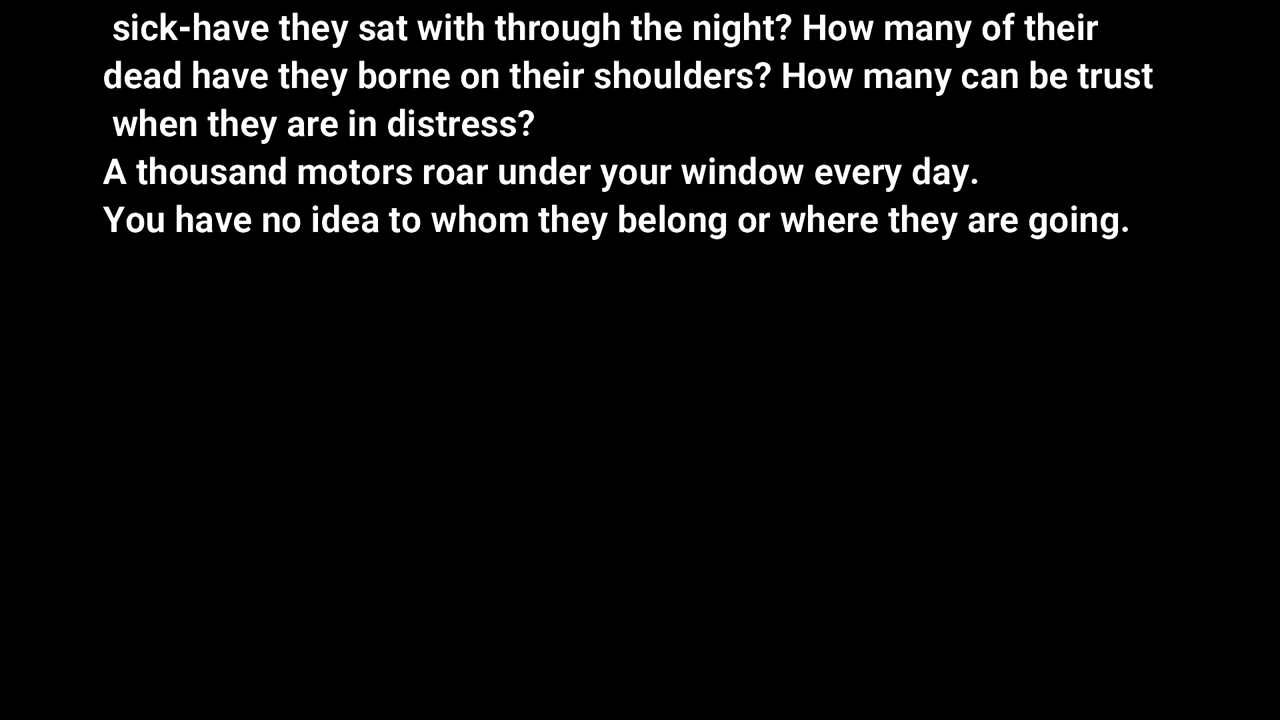 sick-have they sat with through the night? How many of their
dead have they borne on their shoulders? How many can be trust
when they are in distress?
A thousand motors roar under your window every day.
You have no idea to whom they belong or where they are going.